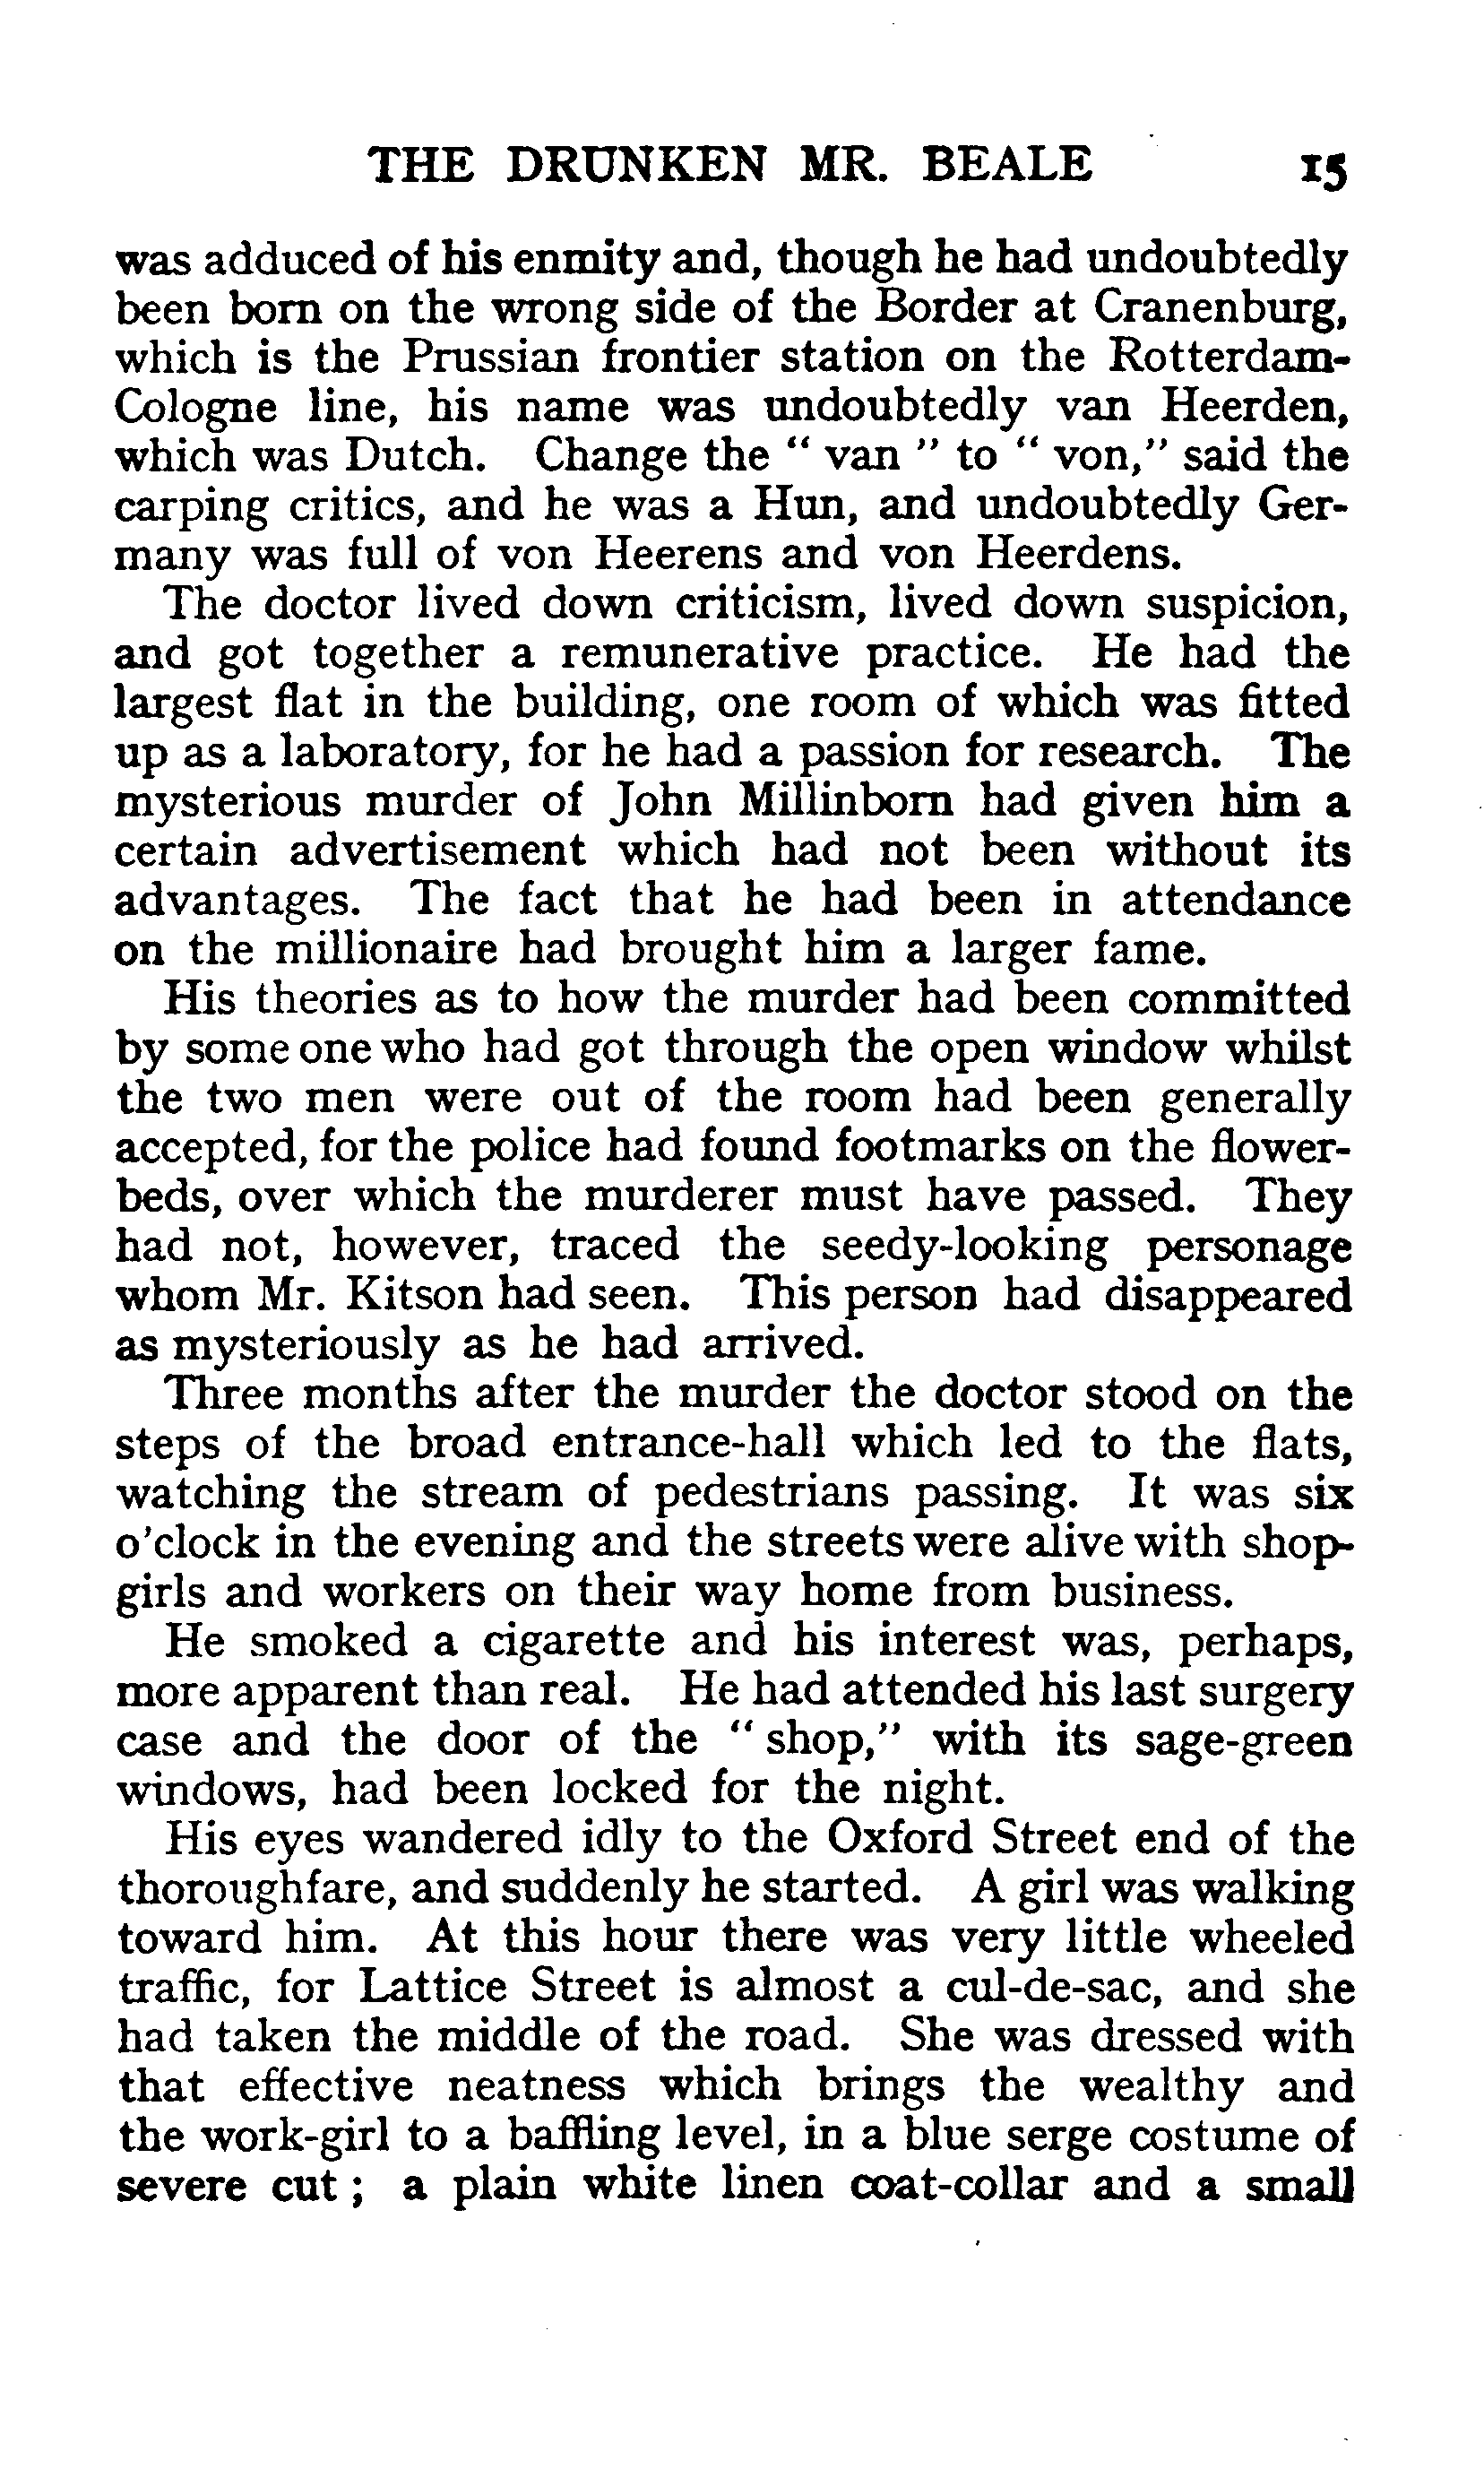 THE DRUNKEN MR. BEALE 15
was adduced of his enmity and, though he had undoubtedly
been born on the wrong side of the Border at Cranenburg,
which is the Prussian frontier station on the Rotterdam-
Cologne line, his name was undoubtedly van Heerden,
which was Dutch. Change the " van " to " von," said the
carping critics, and he was a Hun, and undoubtedly Ger-
many was full of von Heerens and von Heerdens.
The doctor lived down criticism, lived down suspicion,
and got together a remunerative practice. He had the
largest flat in the building, one room of which was fitted
up as a laboratory, for he had a passion for research. The
mysterious murder of John Millinborn had given him a
certain advertisement which had not been without its
advantages. The fact that he had been in attendance
on the millionaire had brought him a larger fame.
His theories as to how the murder had been committed
by some one who had got through the open window whilst
the two men were out of the room had been generally
accepted, for the police had found footmarks on the flower-
beds, over which the murderer must have passed. They
had not, however, traced the seedy-looking personage
whom Mr. Kitson had seen. This person had disappeared
as mysteriously as he had arrived.
Three months after the murder the doctor stood on the
steps of the broad entrance-hall which led to the flats,
watching the stream of pedestrians passing. It was six
o'clock in the evening and the streets were alive with shop-
girls and workers on their way home from business.
He smoked a cigarette and his interest was, perhaps,
more apparent than real. He had attended his last surgery
case and the door of the " shop," with its sage-green
windows, had been locked for the night.
His eyes wandered idly to the Oxford Street end of the
thoroughfare, and suddenly he started. A girl was walking
toward him. At this hour there was very little wheeled
traffic, for Lattice Street is almost a cul-de-sac, and she
had taken the middle of the road. She was dressed with
that effective neatness which brings the wealthy and
the work-girl to a baffling level, in a blue serge costume of
severe cut ; a plain white linen coat-collar and a small